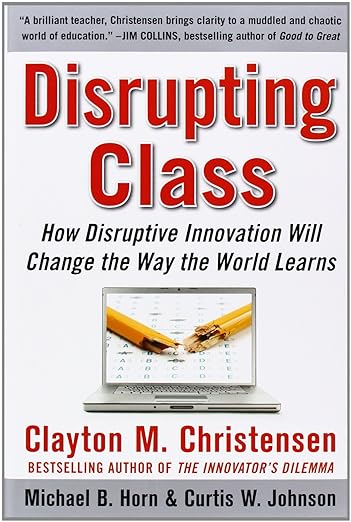 “A brilliant teacher, Christensen brings clarity to a muddled and chaotic
world of education.” —JIM COLLINS, bestselling author of Good to Great
Disrupting
Class
How Disruptive Innovation Will
Change the Way the World Learns
Clayton M. Christensen
BESTSELLING AUTHOR OF THE INNOVATOR'S DILEMMA
Michael B. Horn & Curtis W. Johnson